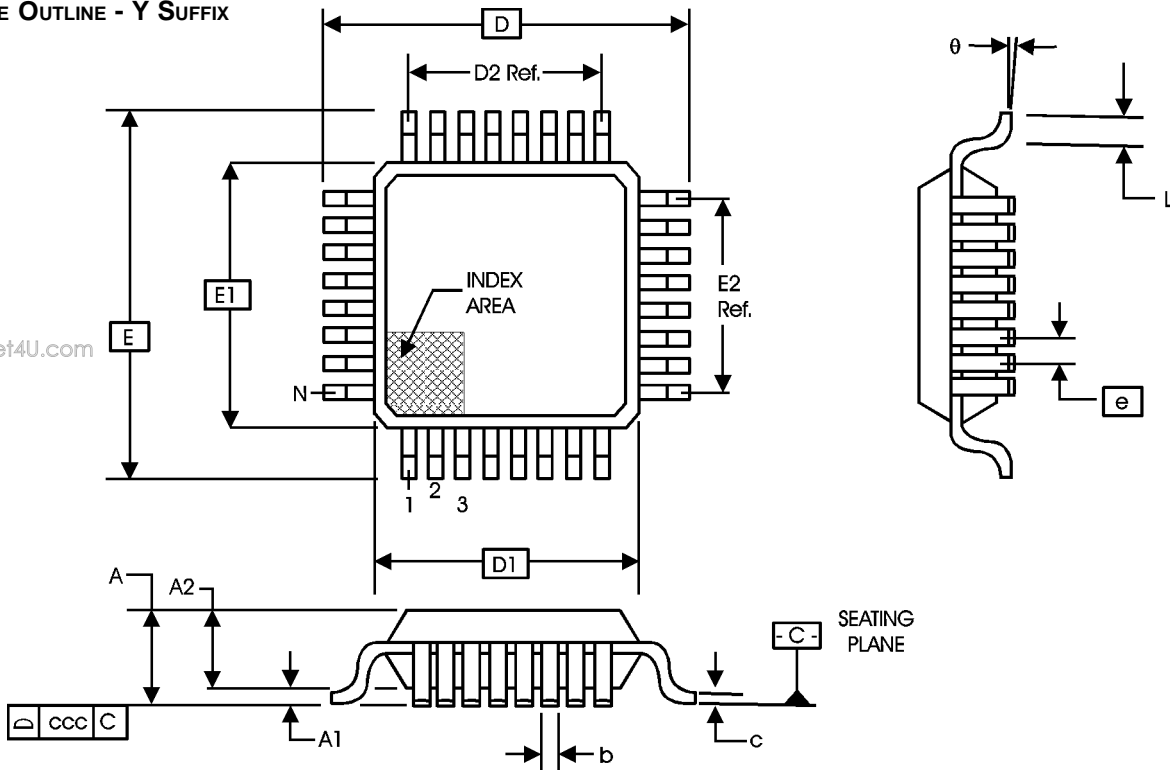 E OUTLINE - Y SUFFIX
D
D2 Ref.
θ
L
INDEX
AREA
E1
E2
Ref.
E
et4U.com
N
e
1
2
3
D1
A
A2
SEATING
PLANE
- C -
ccc C
A1
b
c